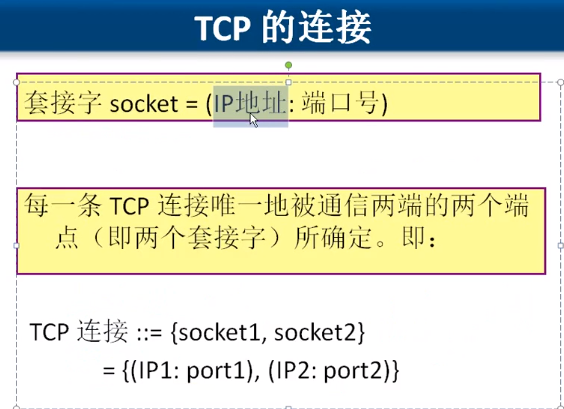 TCP 的连接
套接字 socket = (IP地址: 端口号)
每一条 TCP 连接唯一地被通信两端的两个端
点（即两个套接字）所确定。即：
TCP 连接 ::= {socket1, socket2}
= {(IP1: port1), (IP2: port2)}